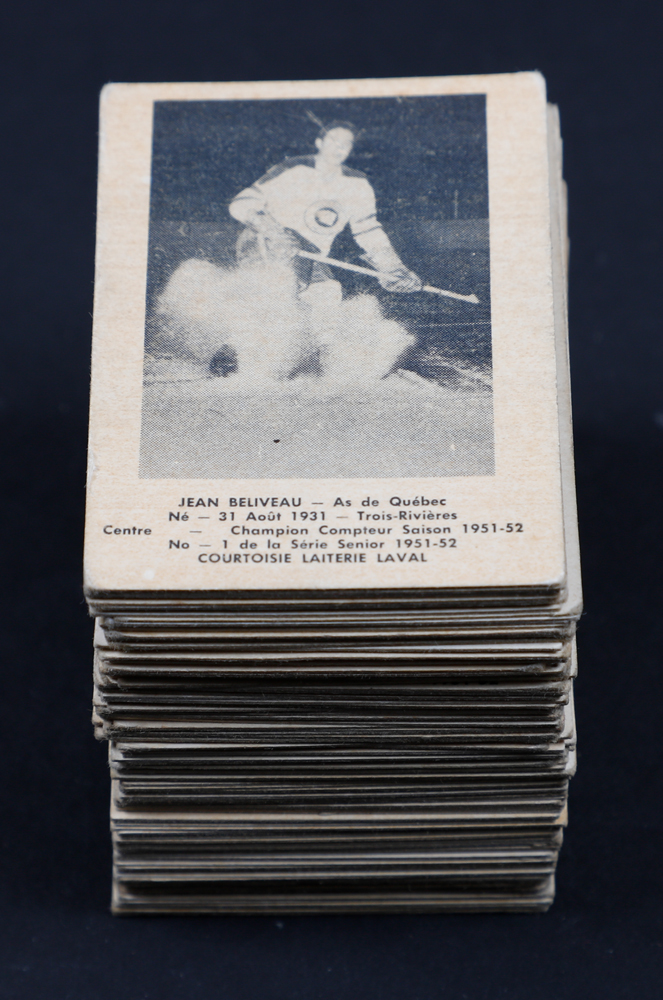 JEAN BELIVEAU — As de Québec
Né — 31 Août 1931 — Trois-Rivières
Centre — Champion Compteur Saison 1951-52
No — 1 de la Série Senior 1951-52
COURTOISIE LAITERIE LAVAL